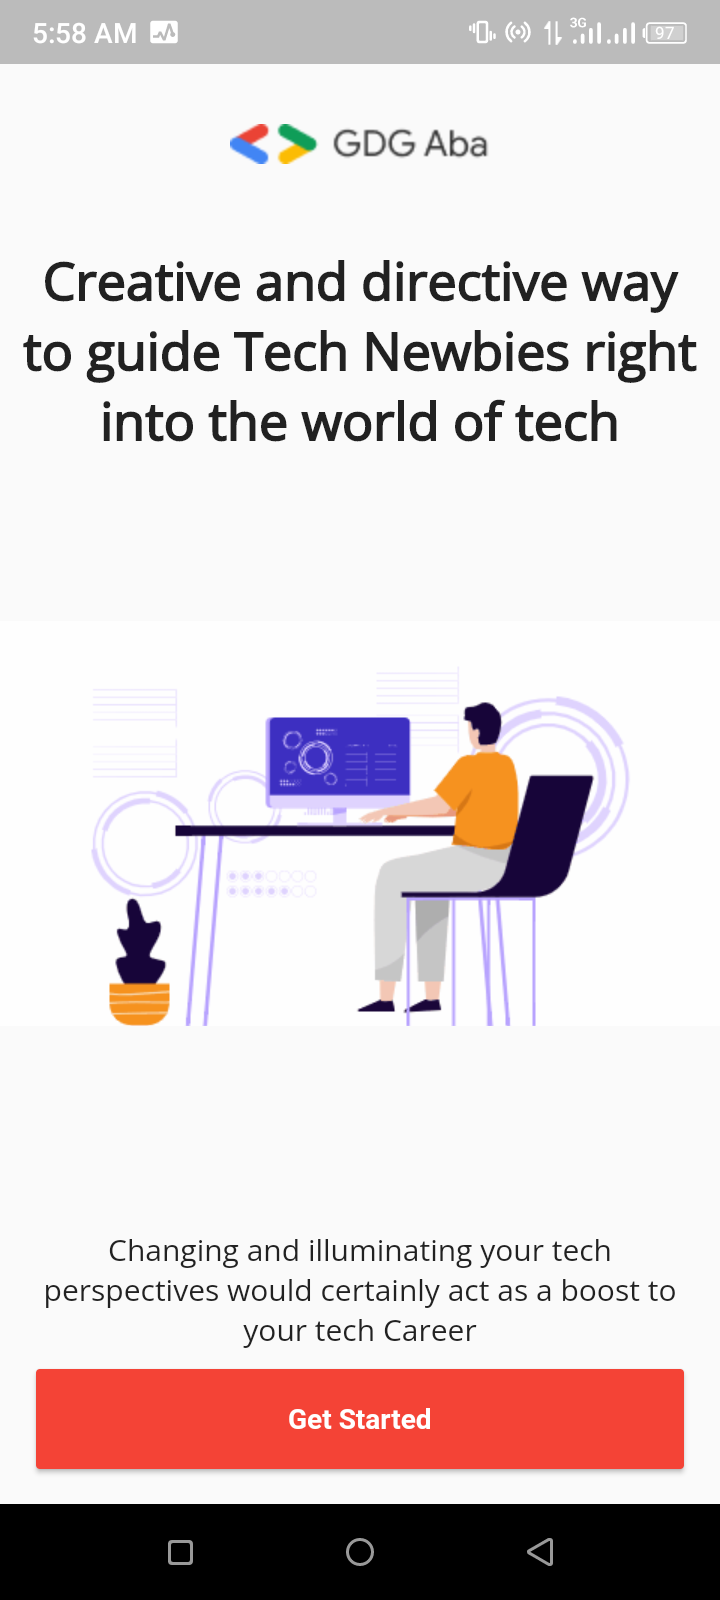 5:58 AM
3G
97
GDG Aba
Creative and directive way
to guide Tech Newbies right
into the world of tech
Changing and illuminating your tech
perspectives would certainly act as a boost to
your tech Career
Get Started